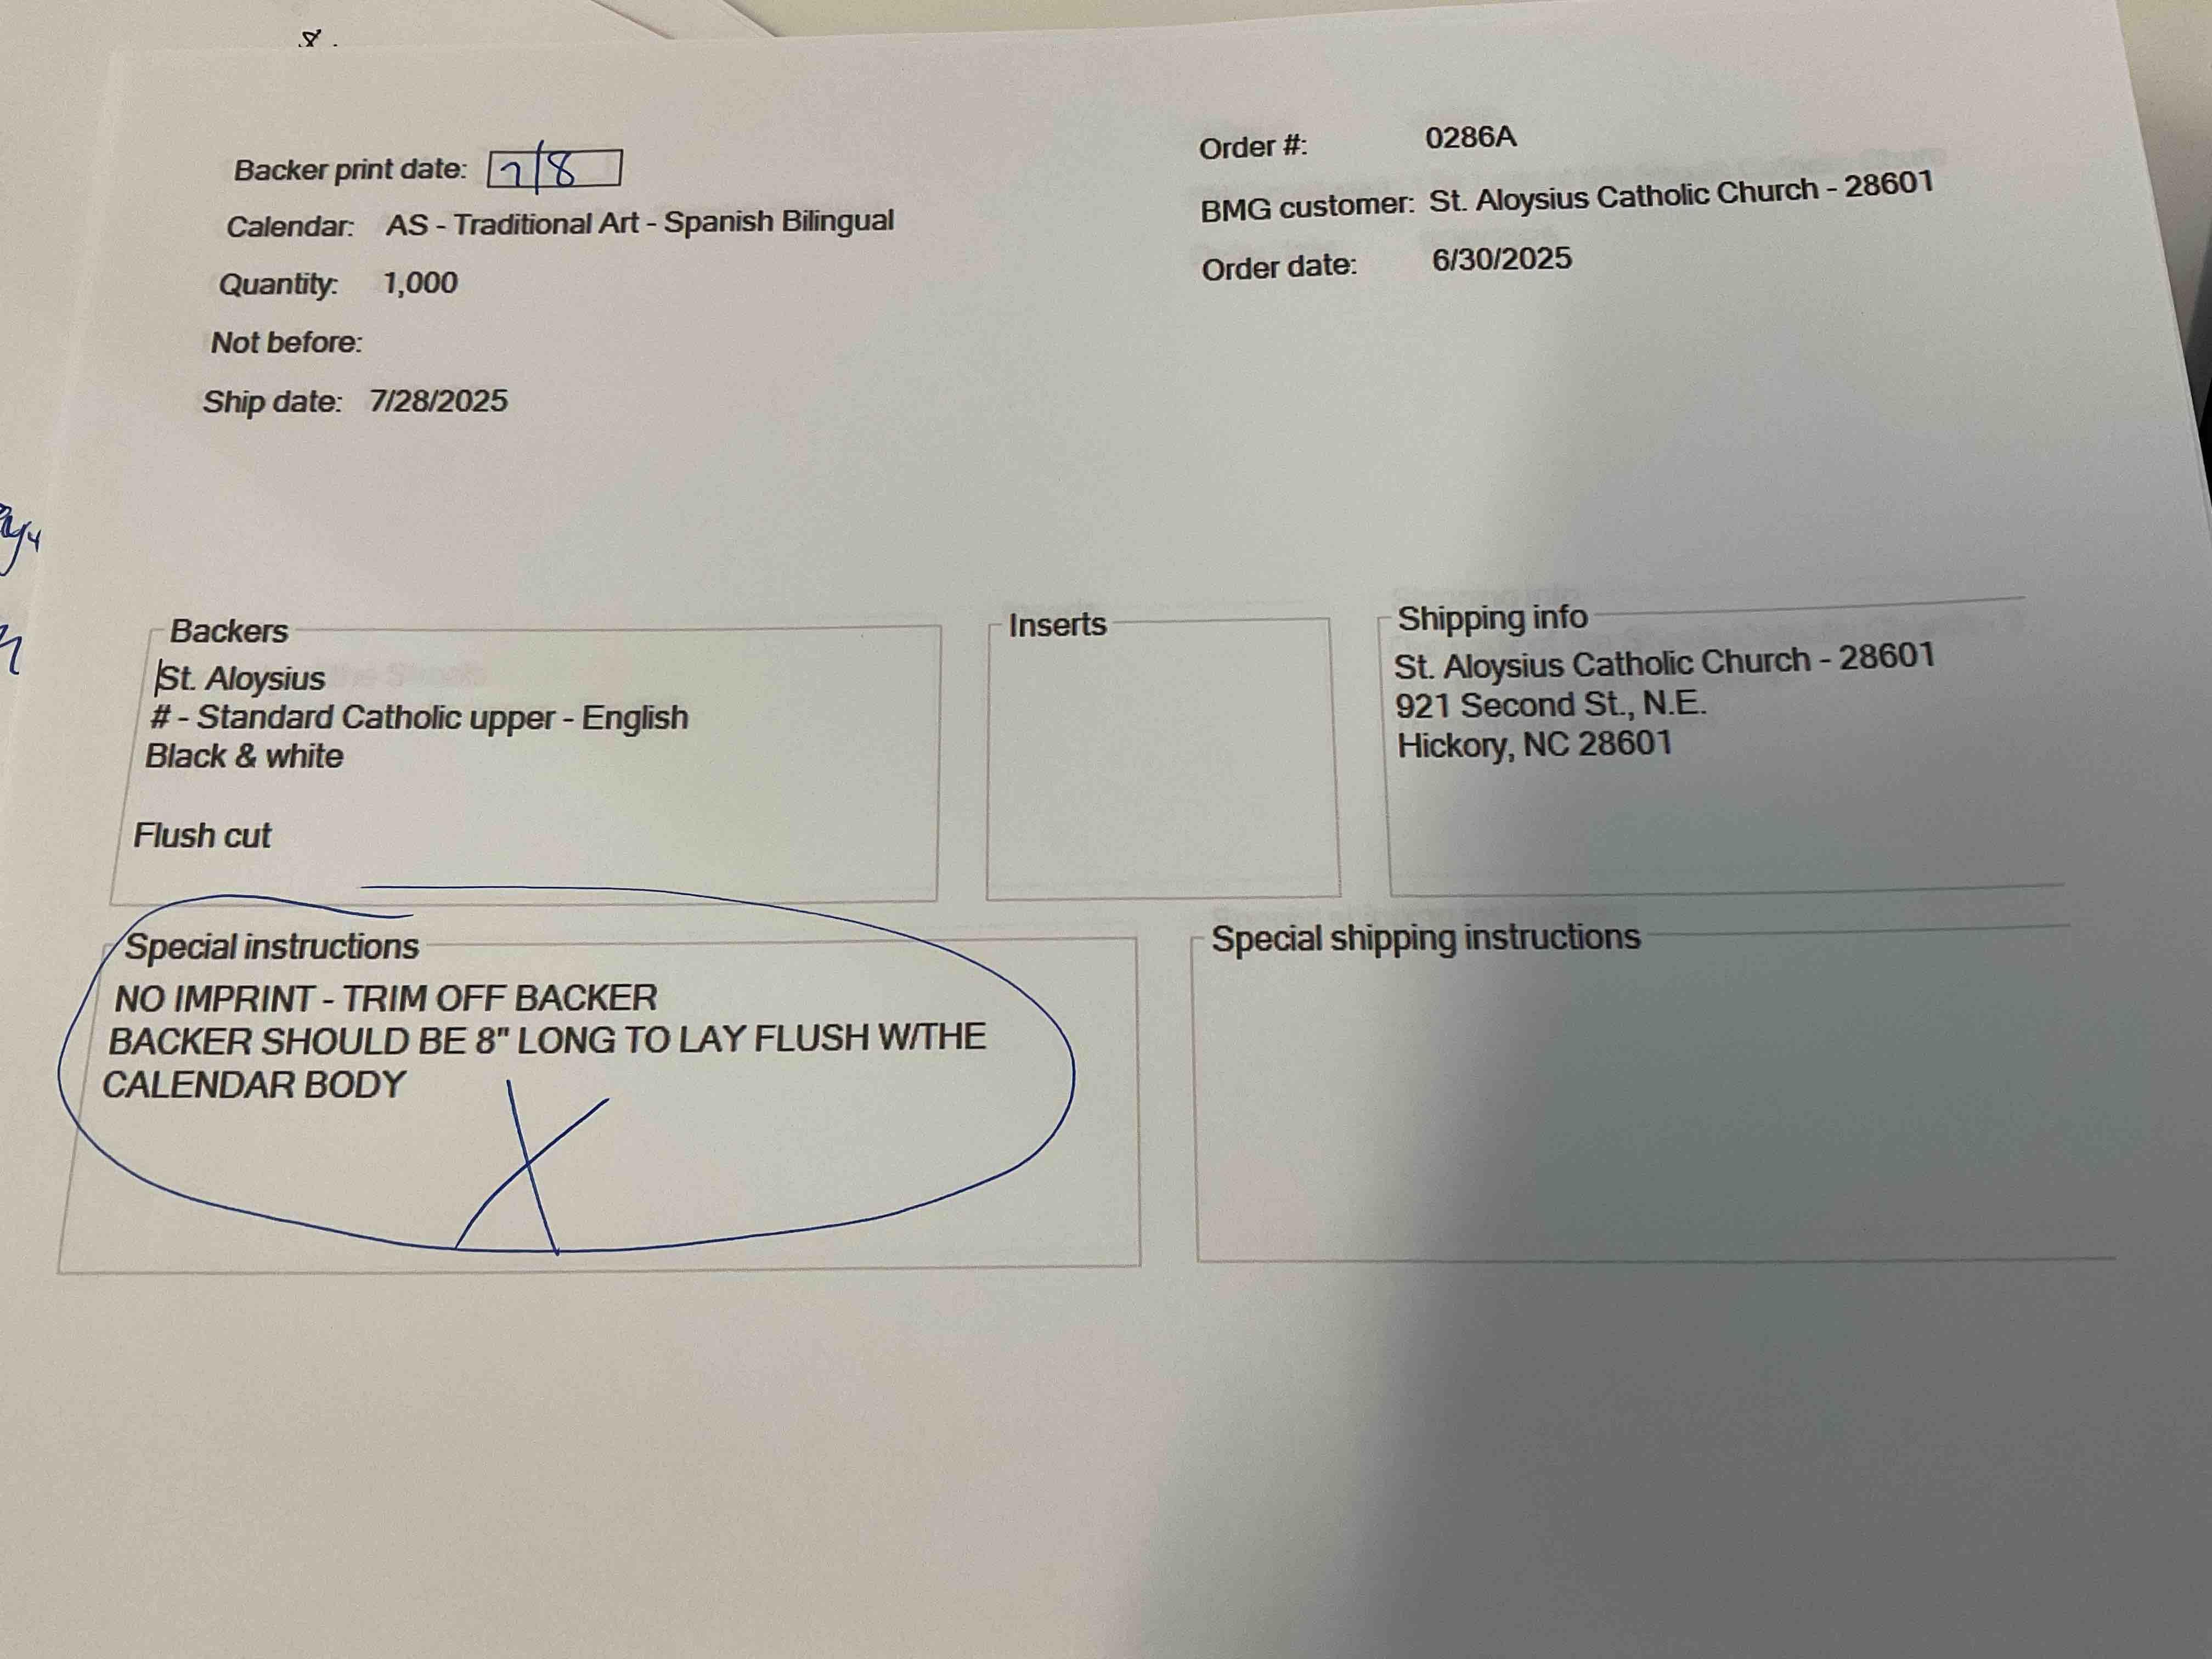 Backer print date: 7/8
Calendar: AS - Traditional Art - Spanish Bilingual
Quantity: 1,000
Not before:
Ship date: 7/28/2025
Order #: 0286A
BMG customer: St. Aloysius Catholic Church - 28601
Order date: 6/30/2025
Backers
St. Aloysius
# - Standard Catholic upper - English
Black & white
Flush cut
Inserts
Shipping info
St. Aloysius Catholic Church - 28601
921 Second St., N.E.
Hickory, NC 28601
Special instructions
NO IMPRINT - TRIM OFF BACKER
BACKER SHOULD BE 8" LONG TO LAY FLUSH W/THE
CALENDAR BODY
X
Special shipping instructions